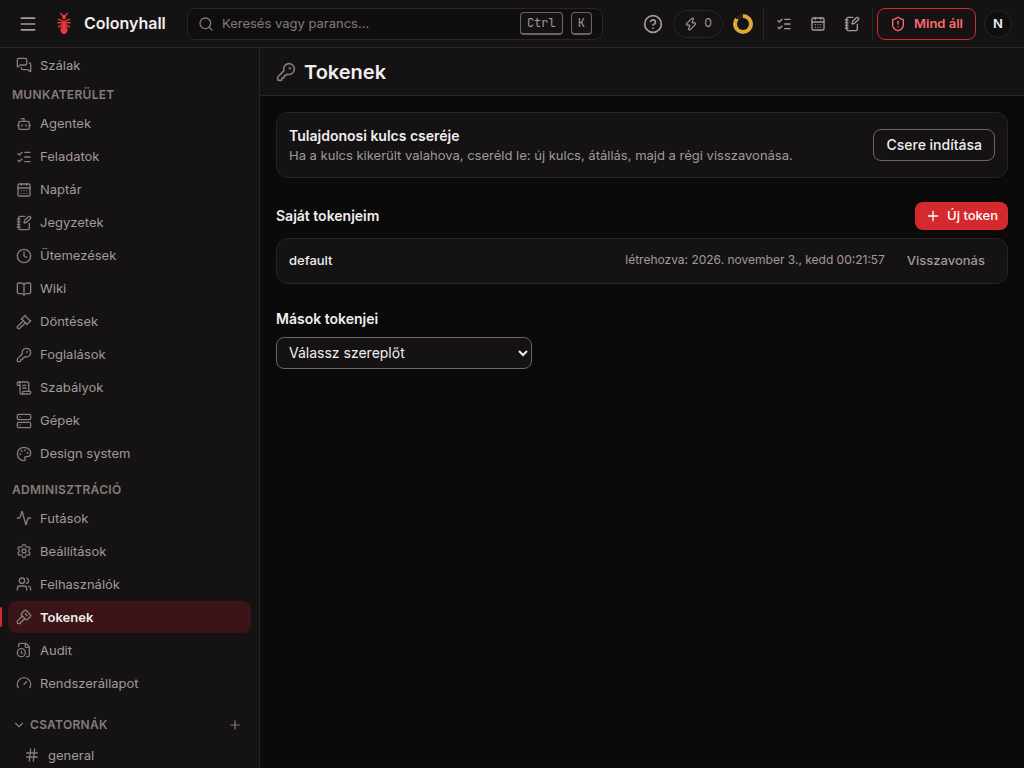 Colonyhall
Keresés vagy parancs...
Ctrl K
0
Mind áll
N
Szálak
MUNKATERÜLET
Agentek
Feladatok
Naptár
Jegyzetek
Ütemezések
Wiki
Döntések
Foglalások
Szabályok
Gépek
Design system
ADMINISZTRÁCIÓ
Futások
Beállítások
Felhasználók
Tokenek
Audit
Rendszerállapot
CSATORNÁK
general
Tokenek
Tulajdonosi kulcs cseréje
Ha a kulcs kikerült valahova, cseréld le: új kulcs, átállás, majd a régi visszavonása.
Csere indítása
Saját tokenjeim
Új token
default
létrehozva: 2026. november 3., kedd 00:21:57
Visszavonás
Mások tokenjei
Válassz szereplőt